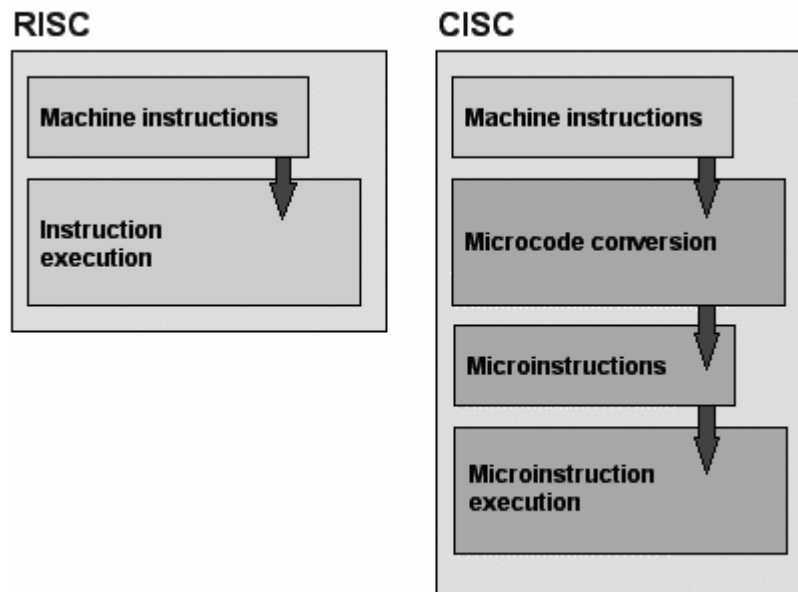 RISC
Machine instructions
Instruction
execution
CISC
Machine instructions
Microcode conversion
Microinstructions
Microinstruction
execution